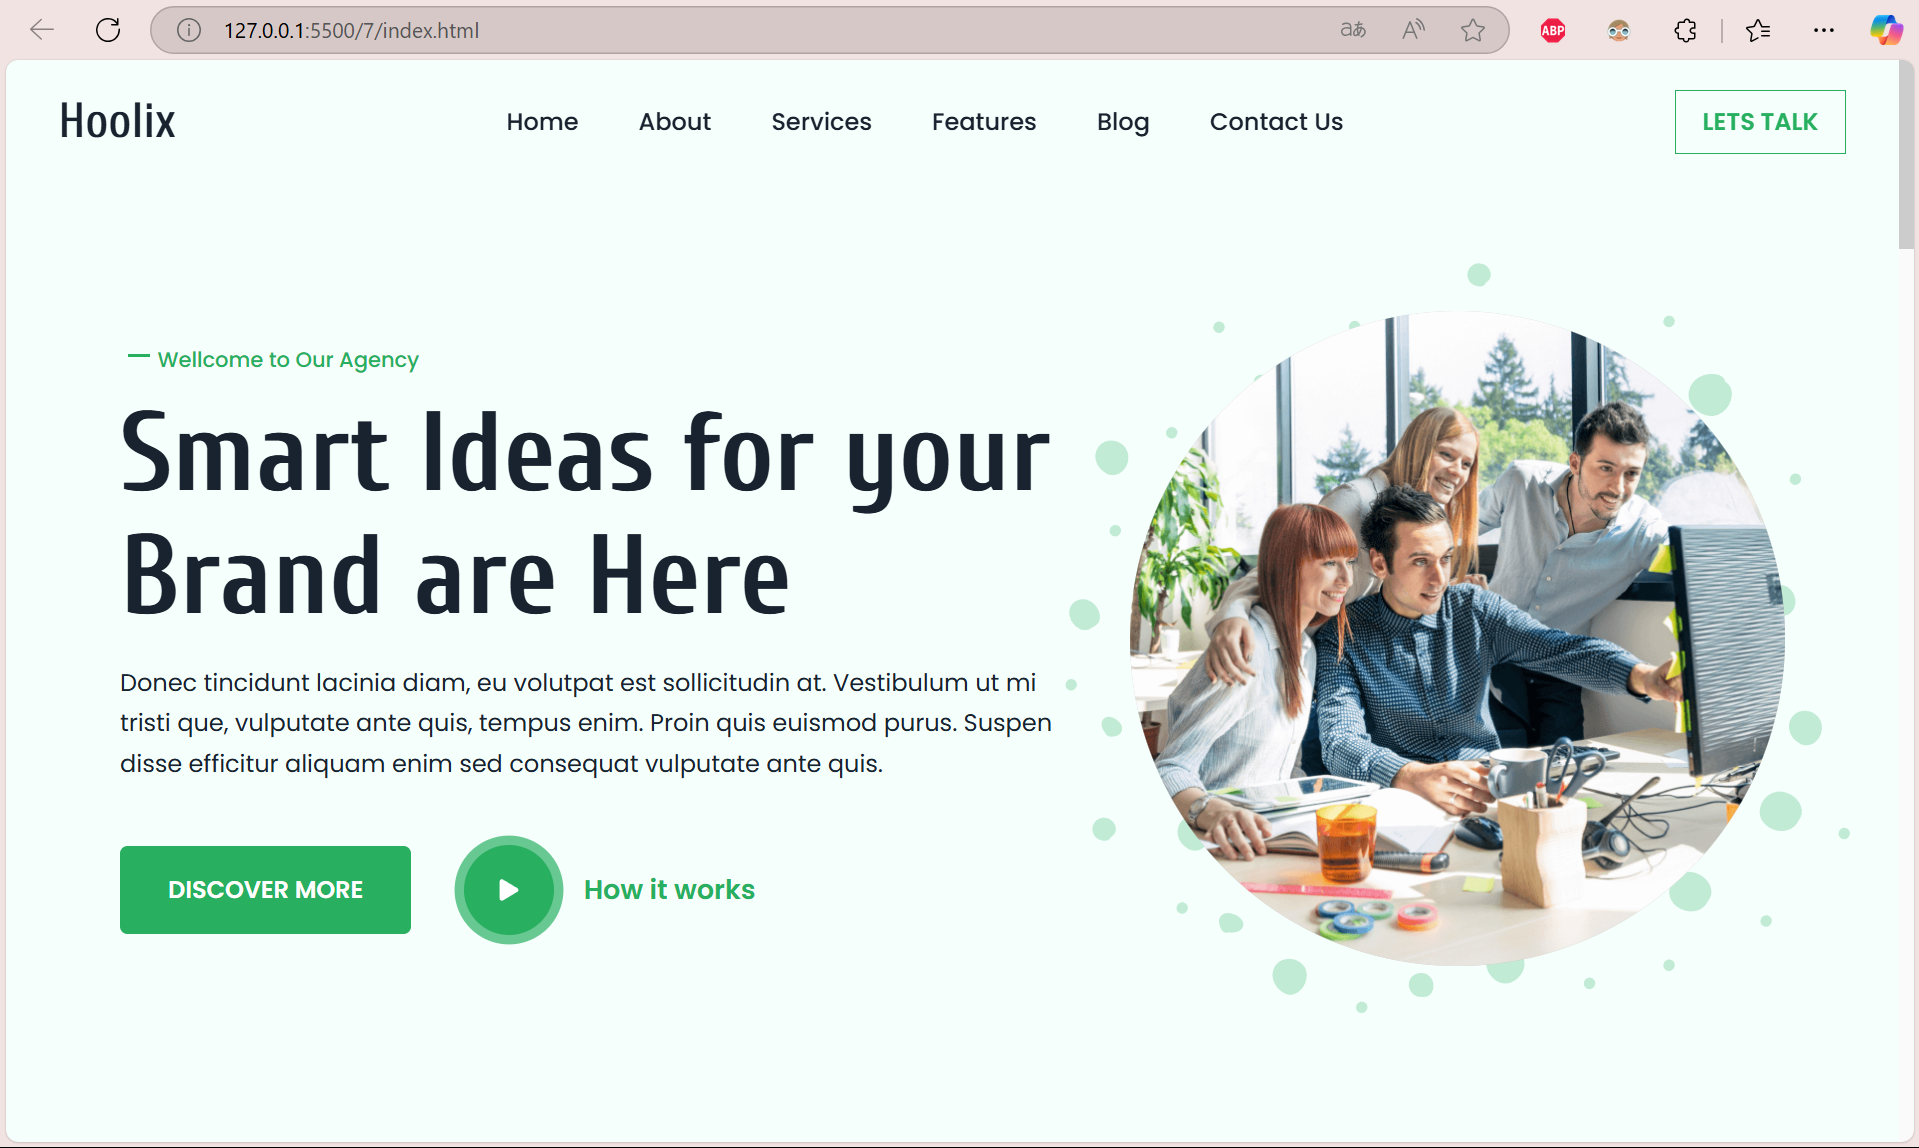 127.0.0.1:5500/7/index.html
aあ
A
ABP
Hoolix
Home
About
Services
Features
Blog
Contact Us
LETS TALK
Wellcome to Our Agency
Smart Ideas for your
Brand are Here
Donec tincidunt lacinia diam, eu volutpat est sollicitudin at. Vestibulum ut mi
tristi que, vulputate ante quis, tempus enim. Proin quis euismod purus. Suspen
disse efficitur aliquam enim sed consequat vulputate ante quis.
DISCOVER MORE
How it works